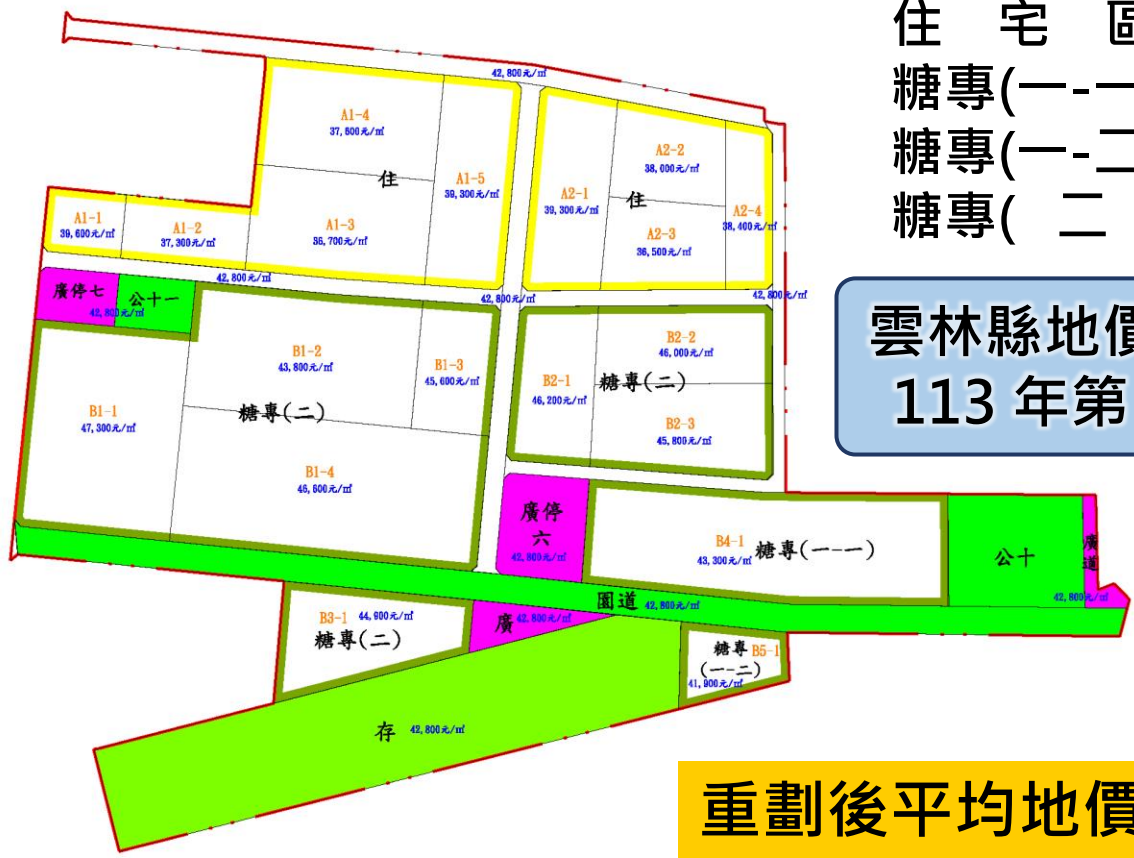 住 宅 區
糖專(一-一
糖專(一-二
糖專( 二
雲林縣地價
113 年第
42,800元/㎡
A1-4
37,600元/㎡
住
A1-5
39,300元/㎡
A1-1
39,600元/㎡
A1-2
37,300元/㎡
A1-3
36,700元/㎡
A2-1
39,300元/㎡
A2-2
38,000元/㎡
住
A2-3
36,500元/㎡
A2-4
38,400元/㎡
42,800元/㎡
42,800元/㎡
42,800元/㎡
廣停七
公十一
42,800元/㎡
B1-2
43,800元/㎡
B1-3
45,600元/㎡
B1-1
47,300元/㎡
糖專(二)
B1-4
46,600元/㎡
B2-1
46,200元/㎡
B2-2
46,000元/㎡
糖專(二)
B2-3
45,800元/㎡
廣停
六
42,800元/㎡
B4-1
43,300元/㎡
糖專(一-一)
公十
廣
道
42,800元/㎡
園道 42,800元/㎡
B3-1 44,900元/㎡
糖專(二)
廣 42,800元/㎡
糖專 B5-1
(一-二)
41,900元/㎡
存 42,800元/㎡
重劃後平均地價